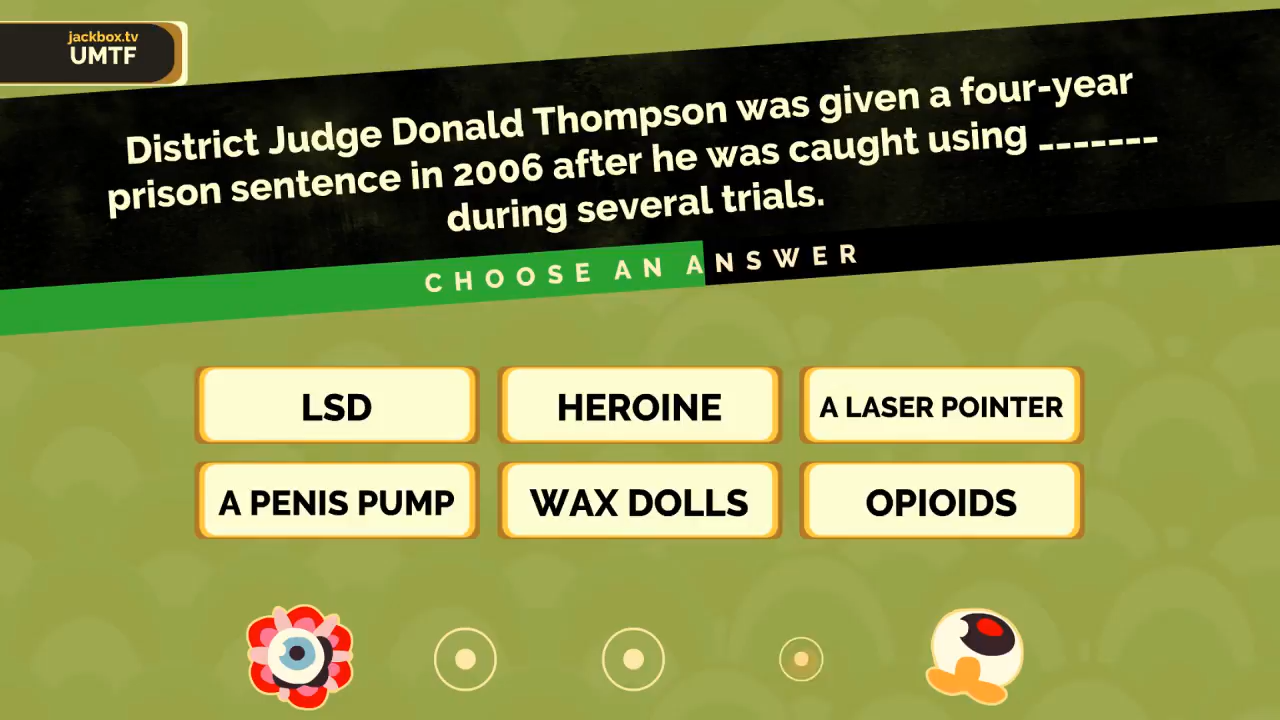 jackbox.tv
UMTF
District Judge Donald Thompson was given a four-year
prison sentence in 2006 after he was caught using _______
during several trials.
CHOOSE AN ANSWER
LSD
HEROINE
A LASER POINTER
A PENIS PUMP
WAX DOLLS
OPIOIDS